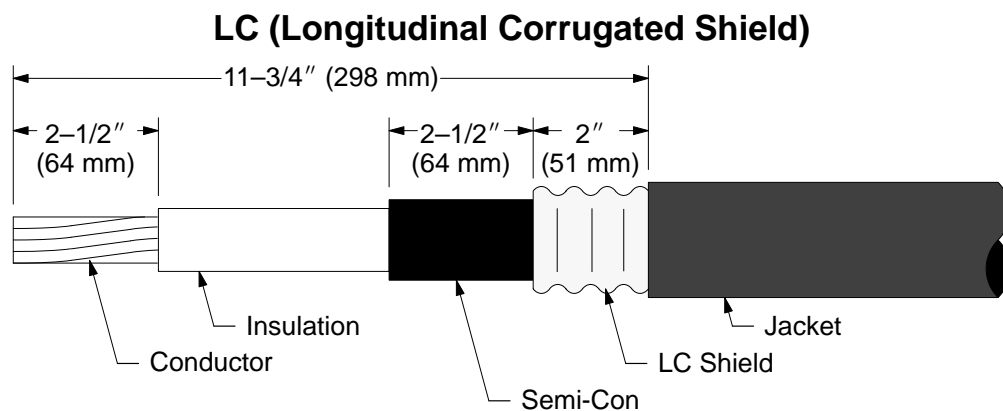 LC (Longitudinal Corrugated Shield)
11–3/4″ (298 mm)
2–1/2″
(64 mm)
2–1/2″
(64 mm)
2″
(51 mm)
Insulation
Conductor
Jacket
LC Shield
Semi-Con